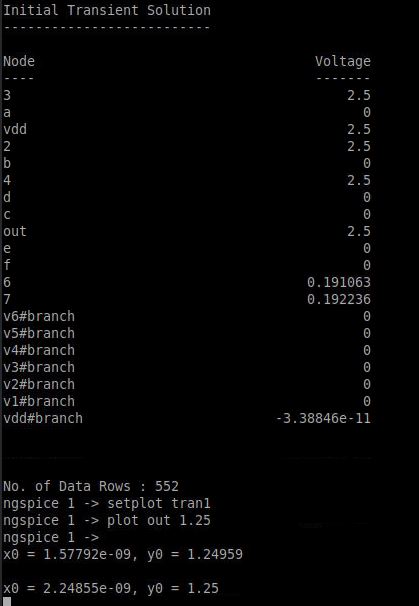 Initial Transient Solution
--------------------------
Node Voltage
---- -------
3 2.5
a 0
vdd 2.5
2 2.5
b 0
4 2.5
d 0
c 0
out 2.5
e 0
f 0
6 0.191063
7 0.192236
v6#branch 0
v5#branch 0
v4#branch 0
v3#branch 0
v2#branch 0
v1#branch 0
vdd#branch -3.38846e-11
No. of Data Rows : 552
ngspice 1 -> setplot tran1
ngspice 1 -> plot out 1.25
ngspice 1 ->
x0 = 1.57792e-09, y0 = 1.24959
x0 = 2.24855e-09, y0 = 1.25